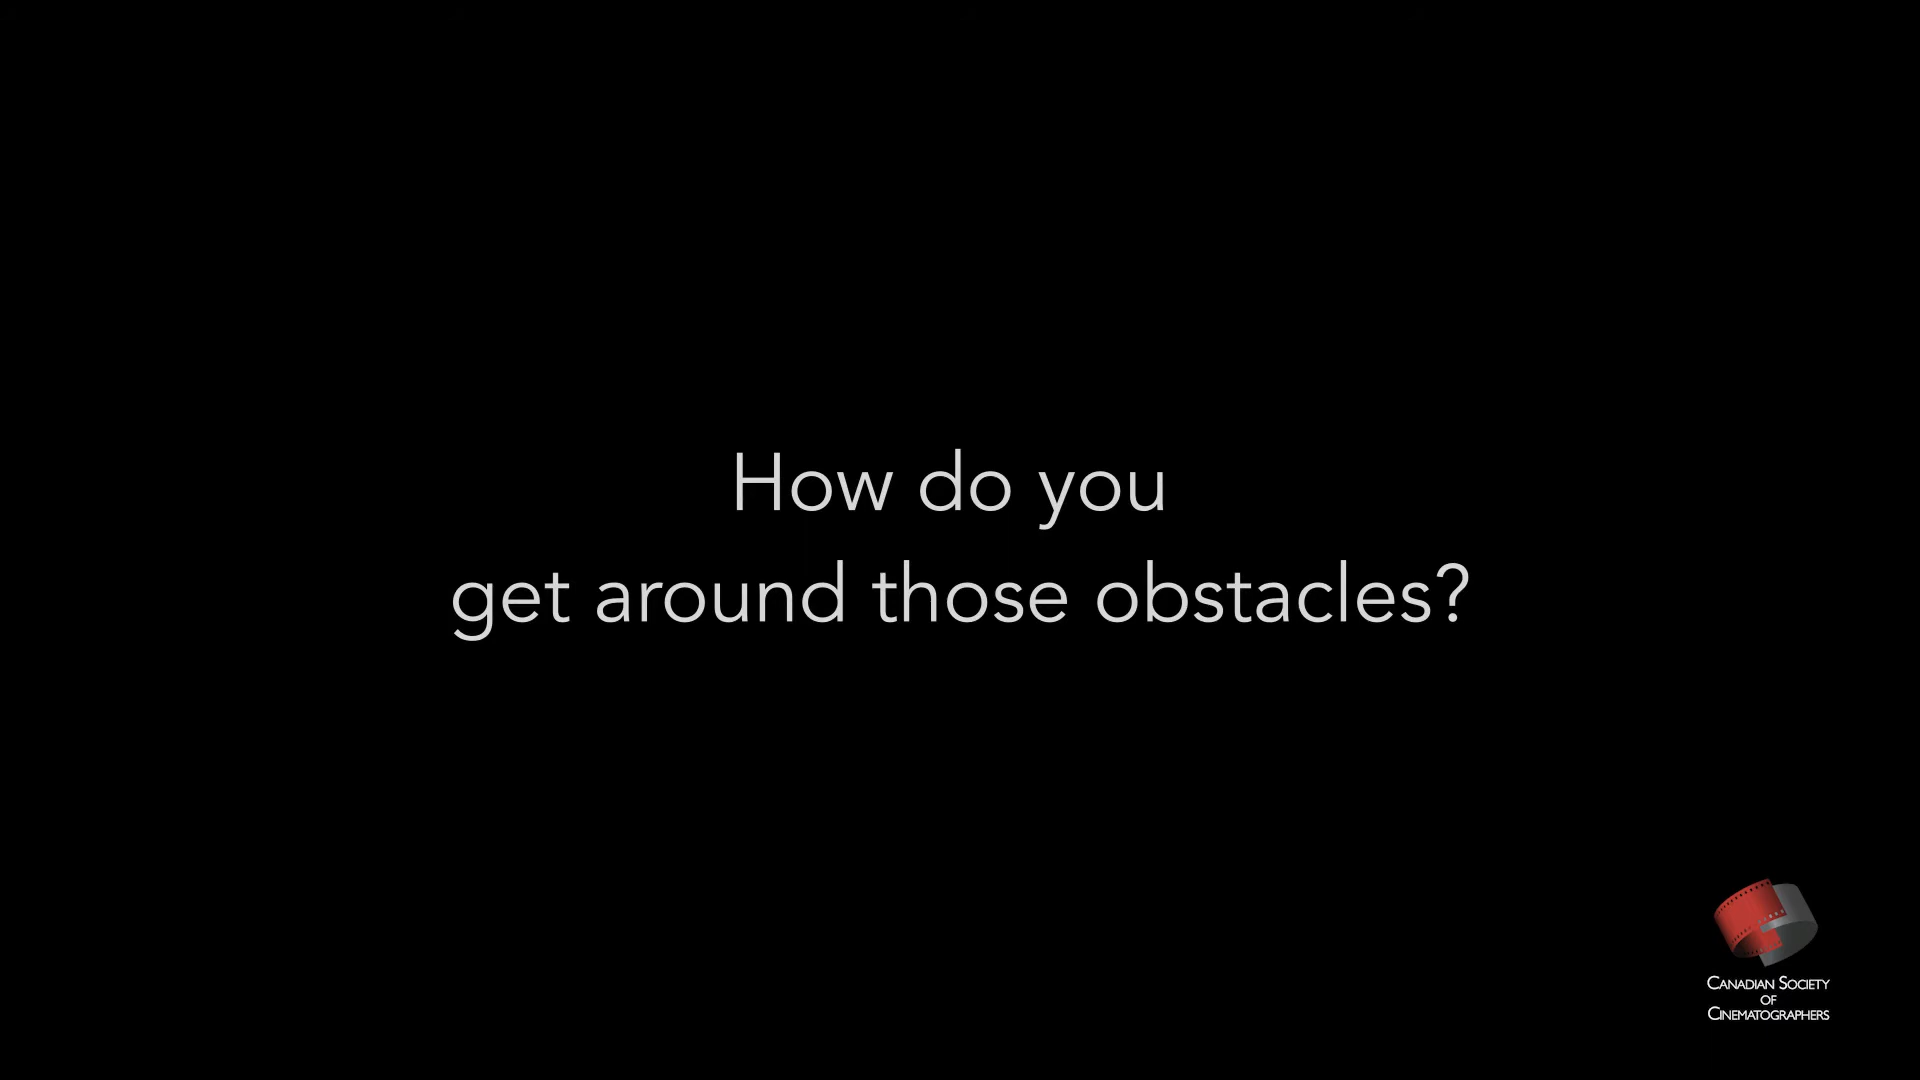 How do you
get around those obstacles?
CANADIAN SOCIETY
OF
CINEMATOGRAPHERS